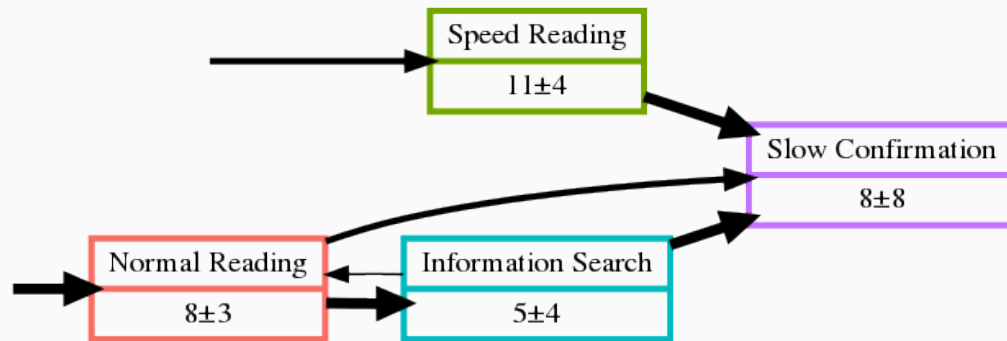 Speed Reading
11±4
Slow Confirmation
8±8
Normal Reading
8±3
Information Search
5±4